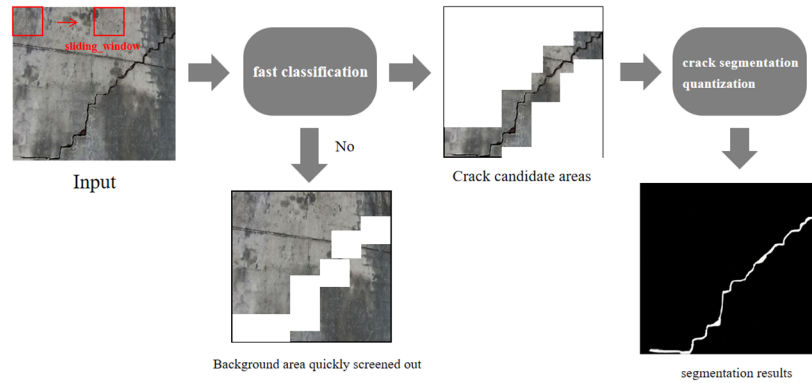 sliding_window
fast classification
crack segmentation
quantization
No
Input
Crack candidate areas
Background area quickly screened out
segmentation results